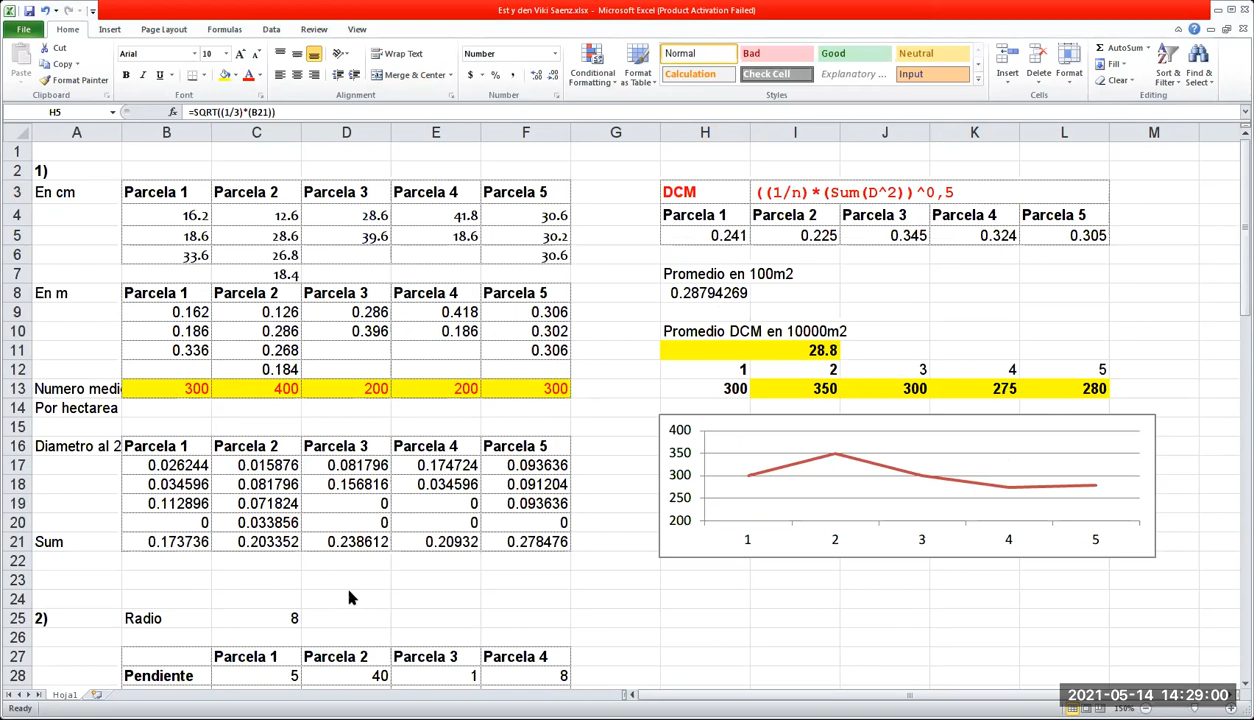 Est y den Viki Saenz.xlsx - Microsoft Excel (Product Activation Failed)
File Home Insert Page Layout Formulas Data Review View
Paste Cut Copy Format Painter Clipboard
Arial 10 B I U Font
Wrap Text Merge & Center Alignment
Number $ % , Number
Conditional Formatting Format as Table
Normal Bad Good Neutral
Calculation Check Cell Explanatory ... Input
Styles
Insert Delete Format Cells
AutoSum Fill Clear Sort & Filter Find & Select Editing
H5 fx =SQRT((1/3)*(B21))
A B C D E F G H I J K L M
1
2 1)
3 En cm Parcela 1 Parcela 2 Parcela 3 Parcela 4 Parcela 5 DCM ((1/n)*(Sum(D^2))^0,5
4 16.2 12.6 28.6 41.8 30.6 Parcela 1 Parcela 2 Parcela 3 Parcela 4 Parcela 5
5 18.6 28.6 39.6 18.6 30.2 0.241 0.225 0.345 0.324 0.305
6 33.6 26.8 30.6
7 18.4 Promedio en 100m2
8 En m Parcela 1 Parcela 2 Parcela 3 Parcela 4 Parcela 5 0.28794269
9 0.162 0.126 0.286 0.418 0.306
10 0.186 0.286 0.396 0.186 0.302 Promedio DCM en 10000m2
11 0.336 0.268 0.306 28.8
12 0.184 1 2 3 4 5
13 Numero medi 300 400 200 200 300 300 350 300 275 280
14 Por hectarea
15
16 Diametro al 2 Parcela 1 Parcela 2 Parcela 3 Parcela 4 Parcela 5
17 0.026244 0.015876 0.081796 0.174724 0.093636
18 0.034596 0.081796 0.156816 0.034596 0.091204
19 0.112896 0.071824 0 0 0.093636
20 0 0.033856 0 0 0
21 Sum 0.173736 0.203352 0.238612 0.20932 0.278476
22
23
24
25 2) Radio 8
26
27 Parcela 1 Parcela 2 Parcela 3 Parcela 4
28 Pendiente 5 40 1 8
400
350
300
250
200
1 2 3 4 5
Hoja1
2021-05-14 14:29:00
Ready 150%